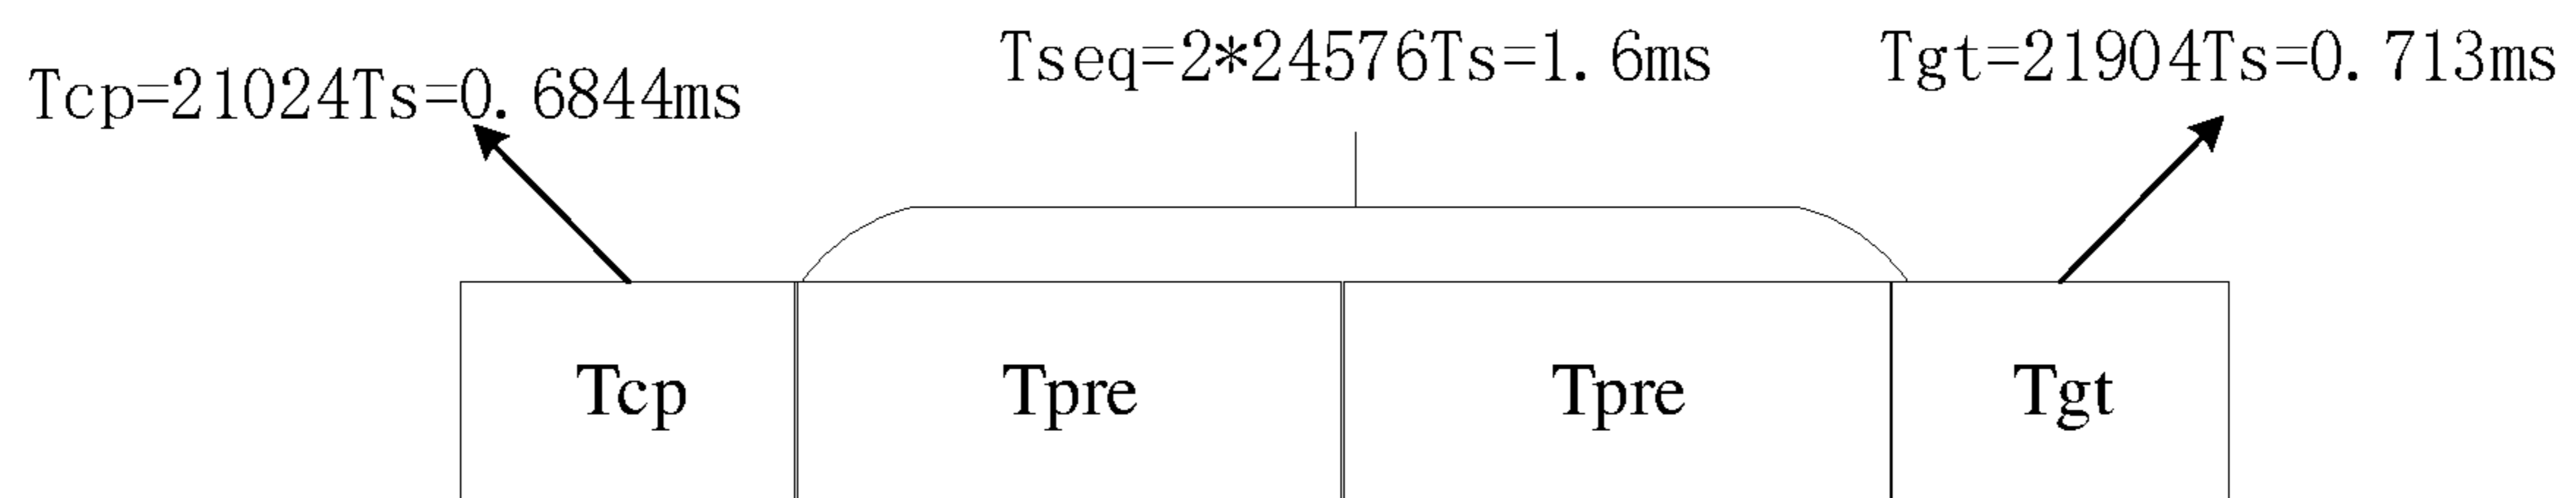 Tcp=21024Ts=0.6844ms
Tseq=2*24576Ts=1.6ms
Tgt=21904Ts=0.713ms
Tcp
Tpre
Tpre
Tgt